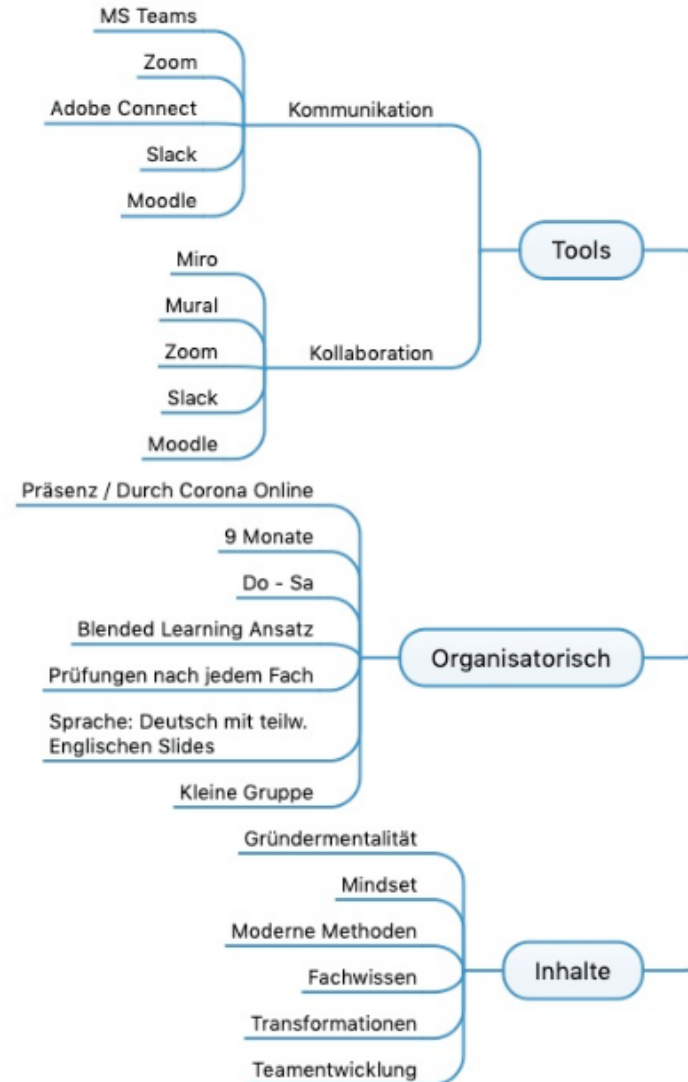 MS Teams
Zoom
Adobe Connect
Slack
Moodle
Kommunikation
Miro
Mural
Zoom
Slack
Moodle
Kollaboration
Tools
Präsenz / Durch Corona Online
9 Monate
Do - Sa
Blended Learning Ansatz
Prüfungen nach jedem Fach
Sprache: Deutsch mit teilw.
Englischen Slides
Kleine Gruppe
Organisatorisch
Gründermentalität
Mindset
Moderne Methoden
Fachwissen
Transformationen
Teamentwicklung
Inhalte